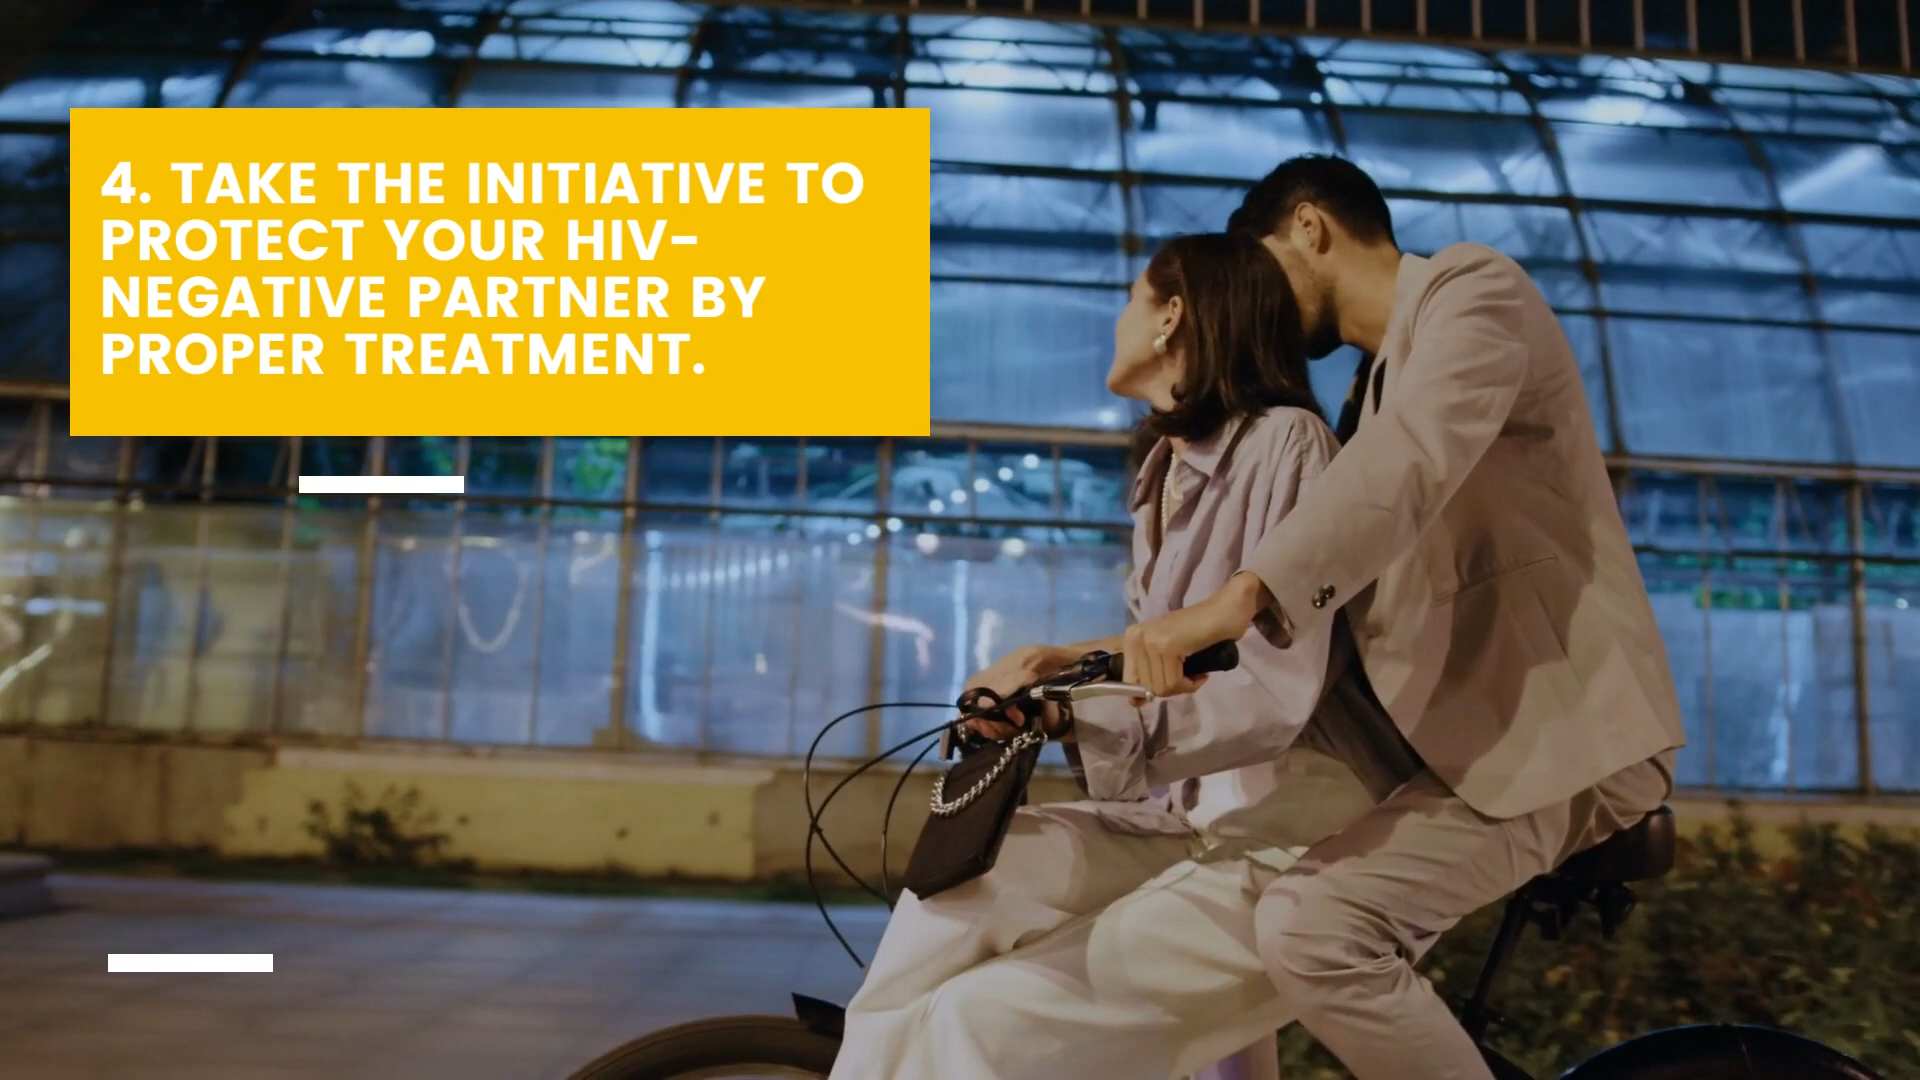 4. TAKE THE INITIATIVE TO
PROTECT YOUR HIV-
NEGATIVE PARTNER BY
PROPER TREATMENT.